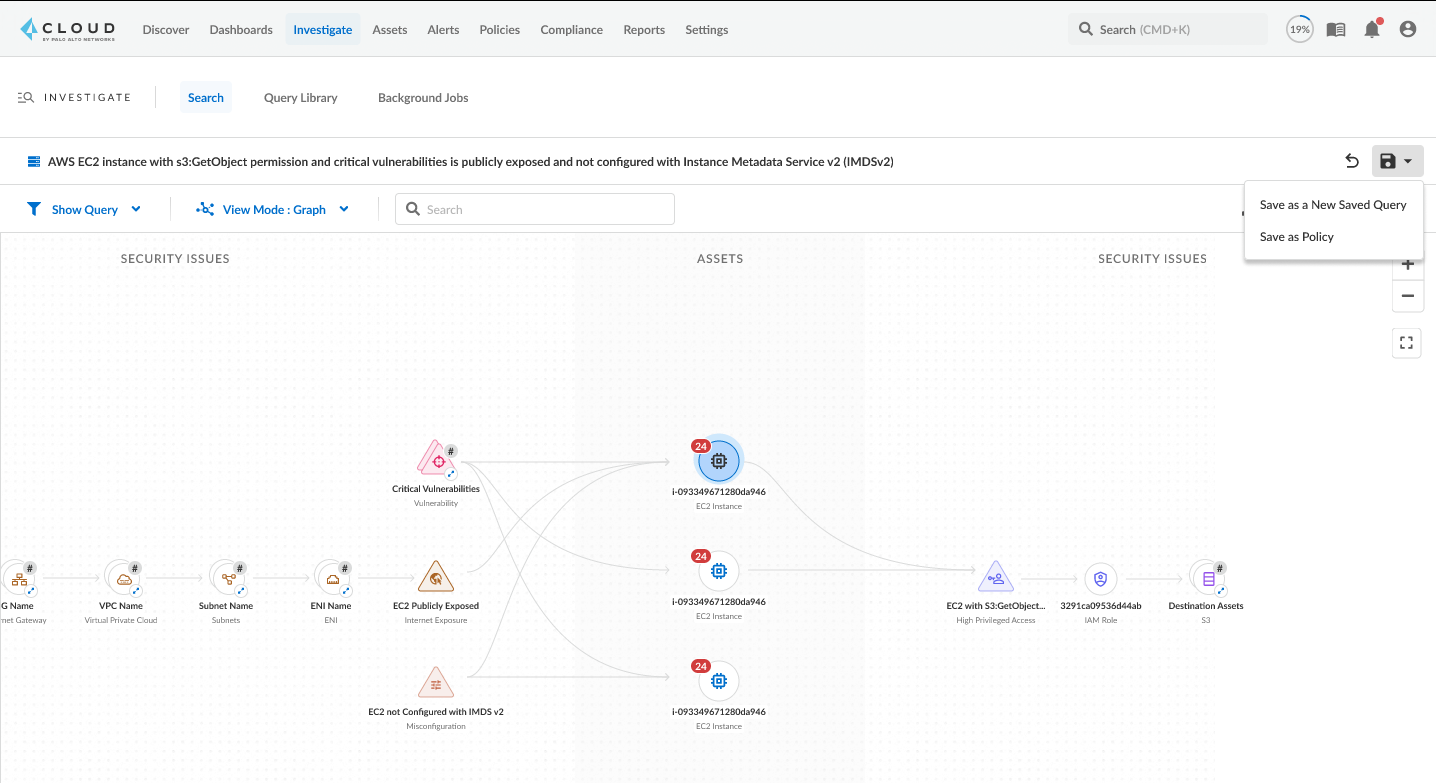 CLOUD
BY PALO ALTO NETWORKS
Discover
Dashboards
Investigate
Assets
Alerts
Policies
Compliance
Reports
Settings
Search (CMD+K)
19%
INVESTIGATE
Search
Query Library
Background Jobs
AWS EC2 instance with s3:GetObject permission and critical vulnerabilities is publicly exposed and not configured with Instance Metadata Service v2 (IMDSv2)
Save as a New Saved Query
Save as Policy
Show Query
View Mode : Graph
Search
SECURITY ISSUES
ASSETS
SECURITY ISSUES
#
Critical Vulnerabilities
Vulnerability
24
i-093349671280da946
EC2 Instance
#
G Name
net Gateway
#
VPC Name
Virtual Private Cloud
#
Subnet Name
Subnets
#
ENI Name
ENI
EC2 Publicly Exposed
Internet Exposure
24
i-093349671280da946
EC2 Instance
EC2 with S3:GetObject...
High Privileged Access
3291ca09536d44ab
IAM Role
#
Destination Assets
S3
EC2 not Configured with IMDS v2
Misconfiguration
24
i-093349671280da946
EC2 Instance